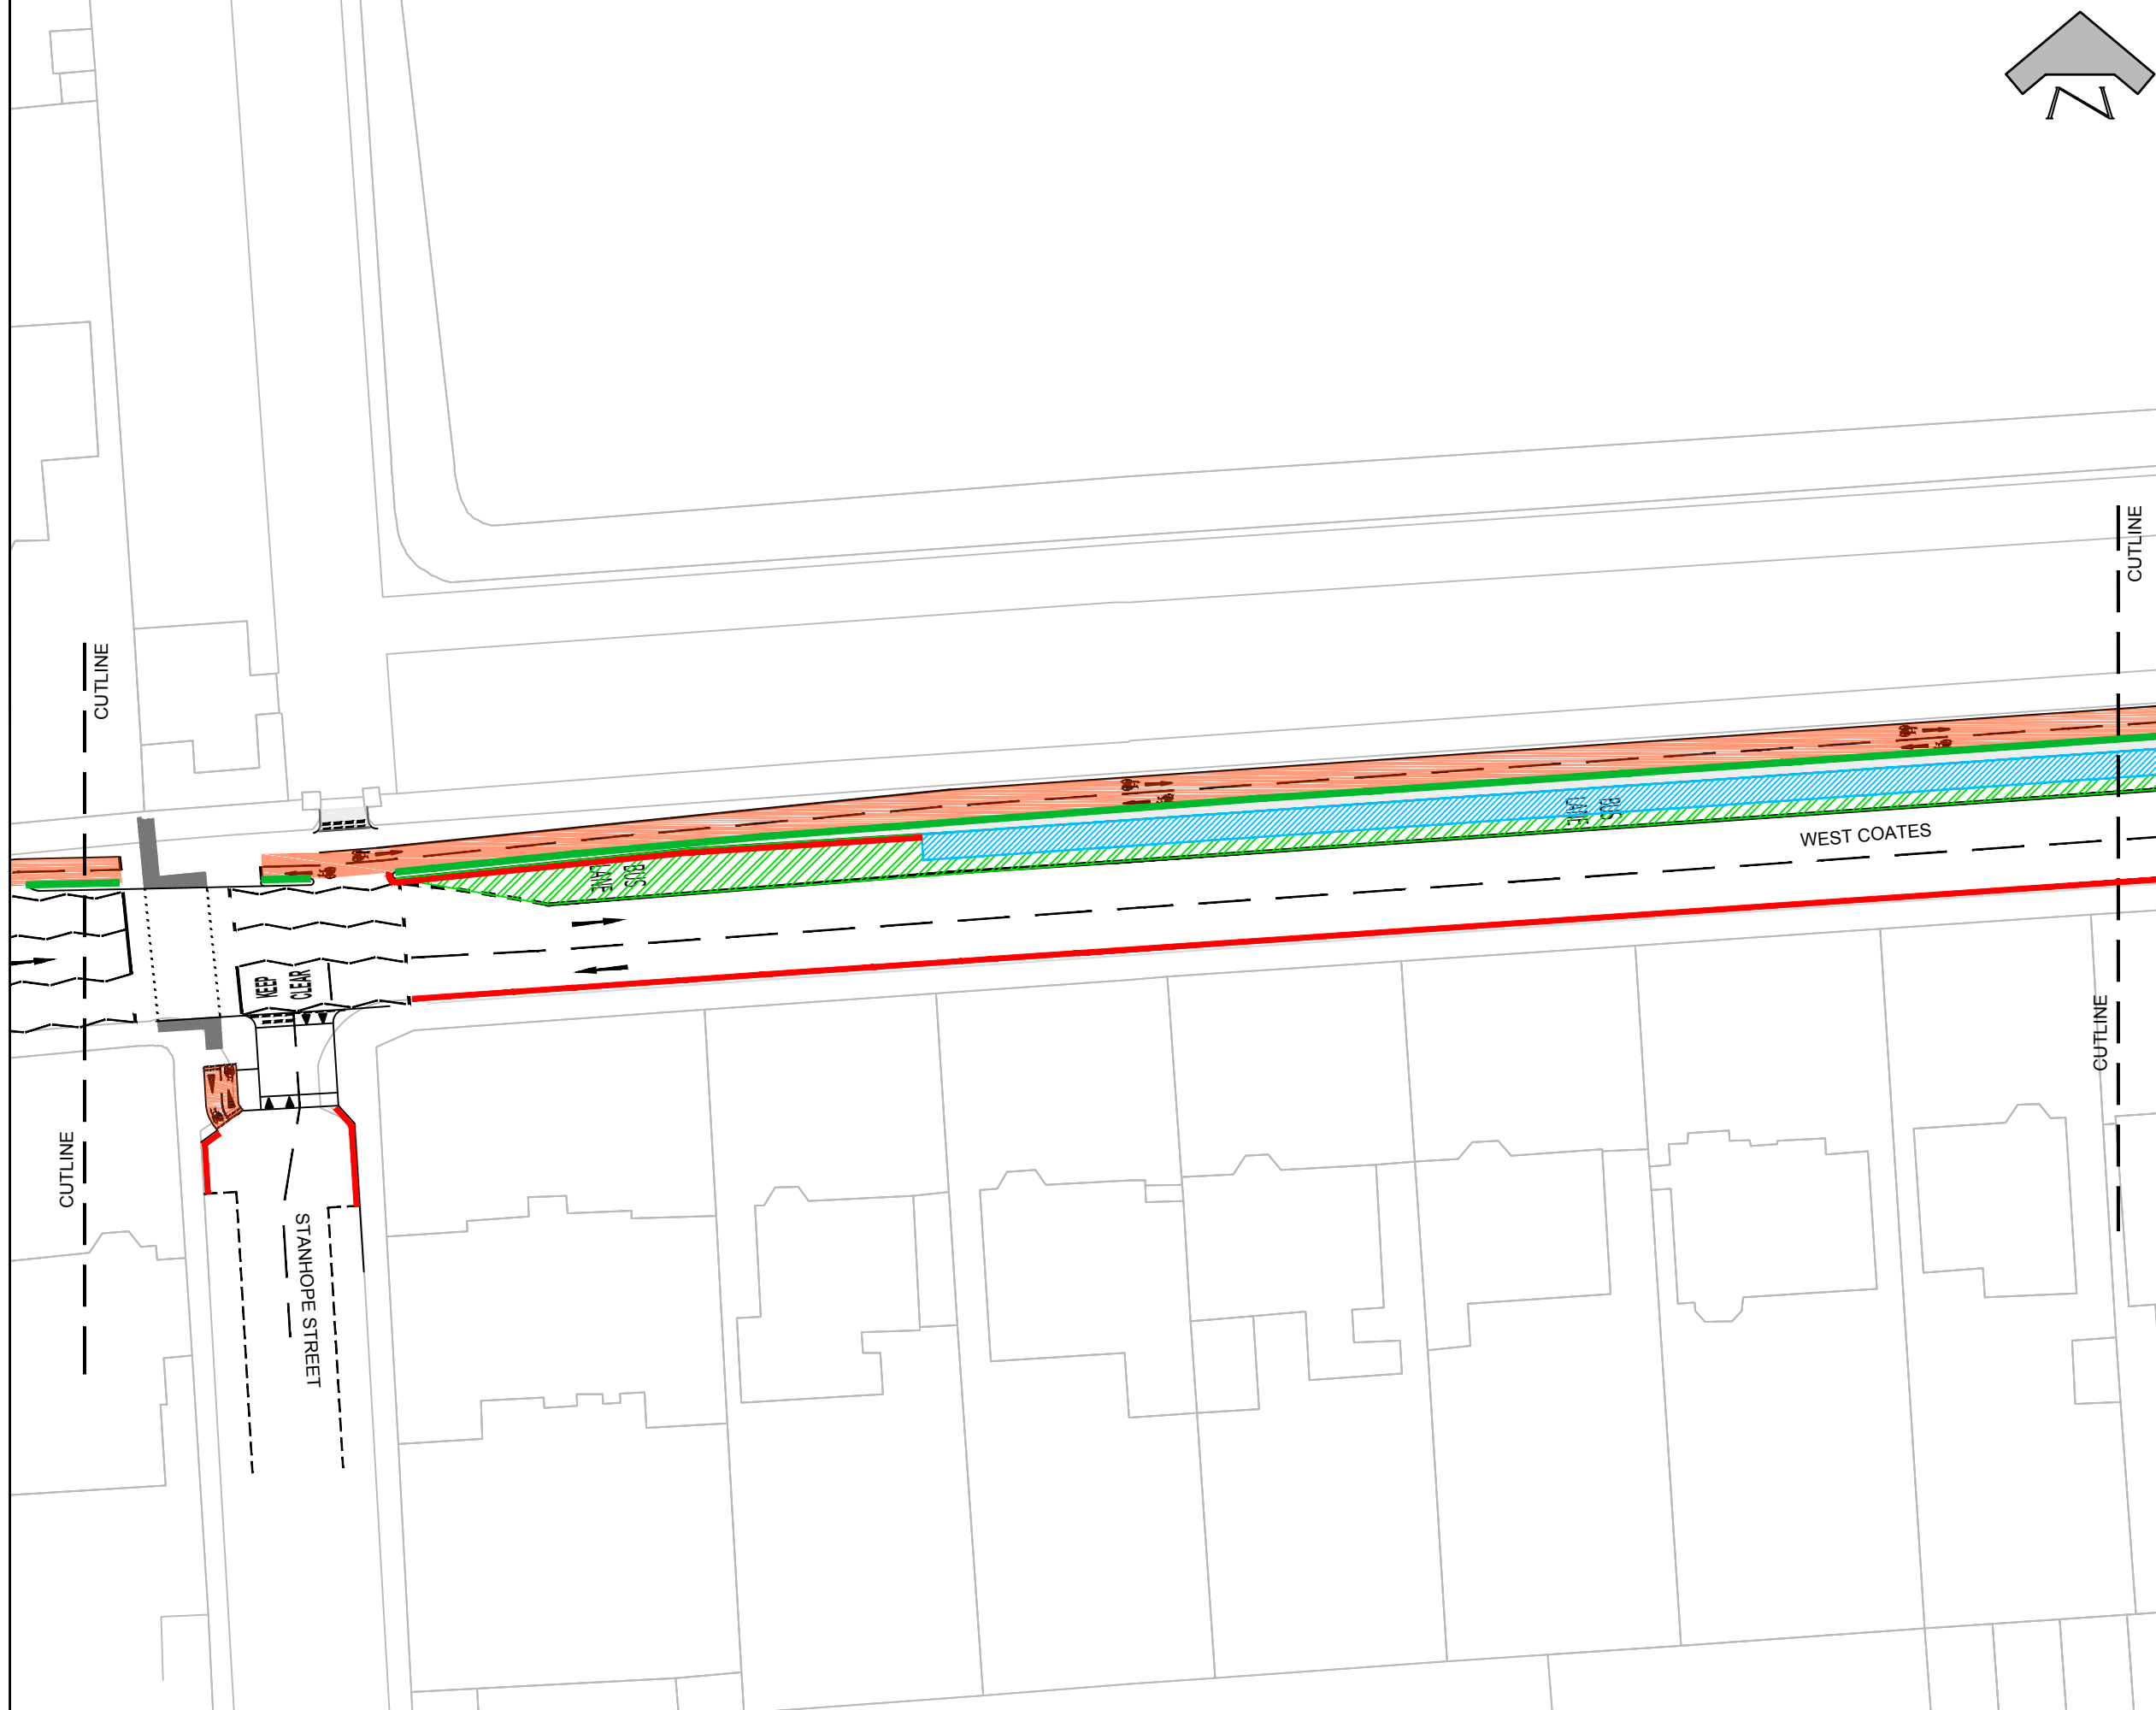 N
CUTLINE
CUTLINE
BUS
LANE
WEST COATES
BUS
LANE
KEEP
CLEAR
CUTLINE
CUTLINE
STANHOPE STREET